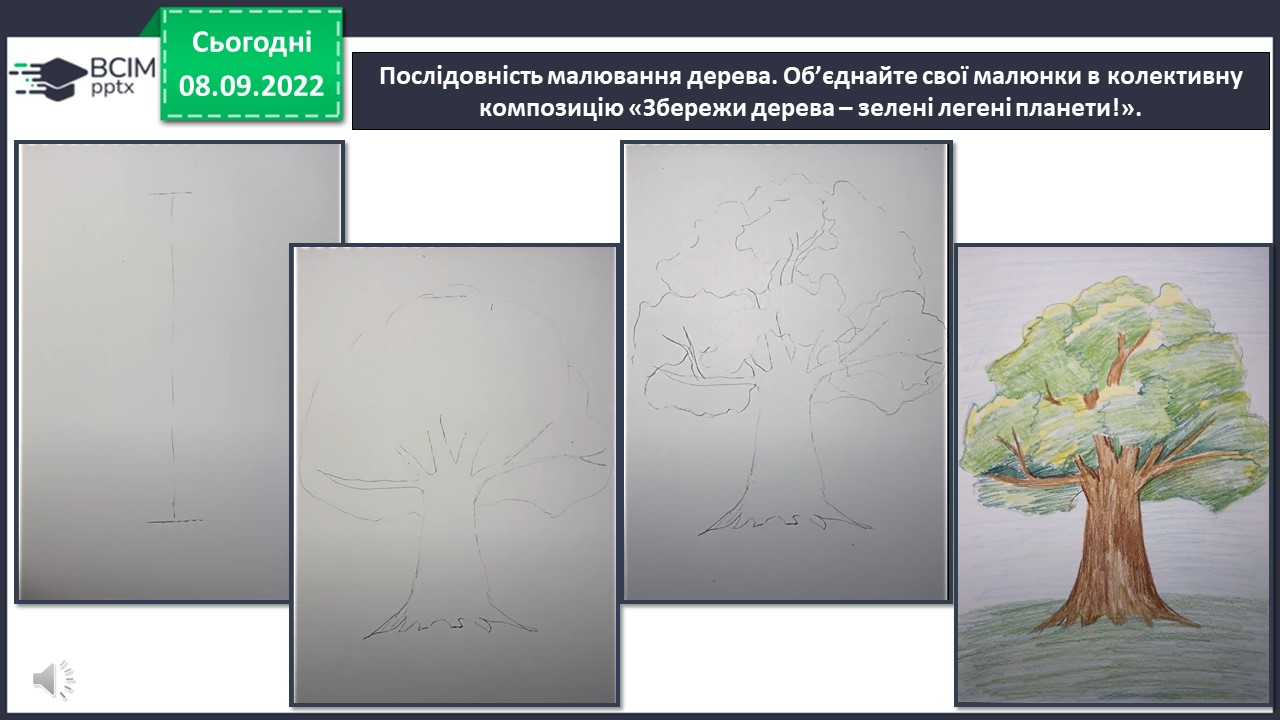 Сьогодні
08.09.2022
ВСІМ
pptx
Послідовність малювання дерева. Об’єднайте свої малюнки в колективну
композицію «Збережи дерева – зелені легені планети!».